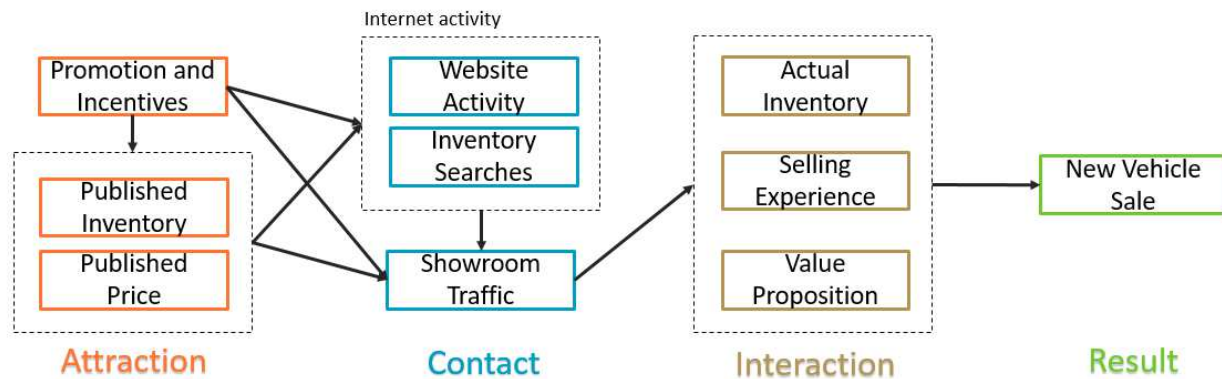 Internet activity
Promotion and
Incentives
Published
Inventory
Published
Price
Attraction
Website
Activity
Inventory
Searches
Showroom
Traffic
Contact
Actual
Inventory
Selling
Experience
Value
Proposition
Interaction
New Vehicle
Sale
Result